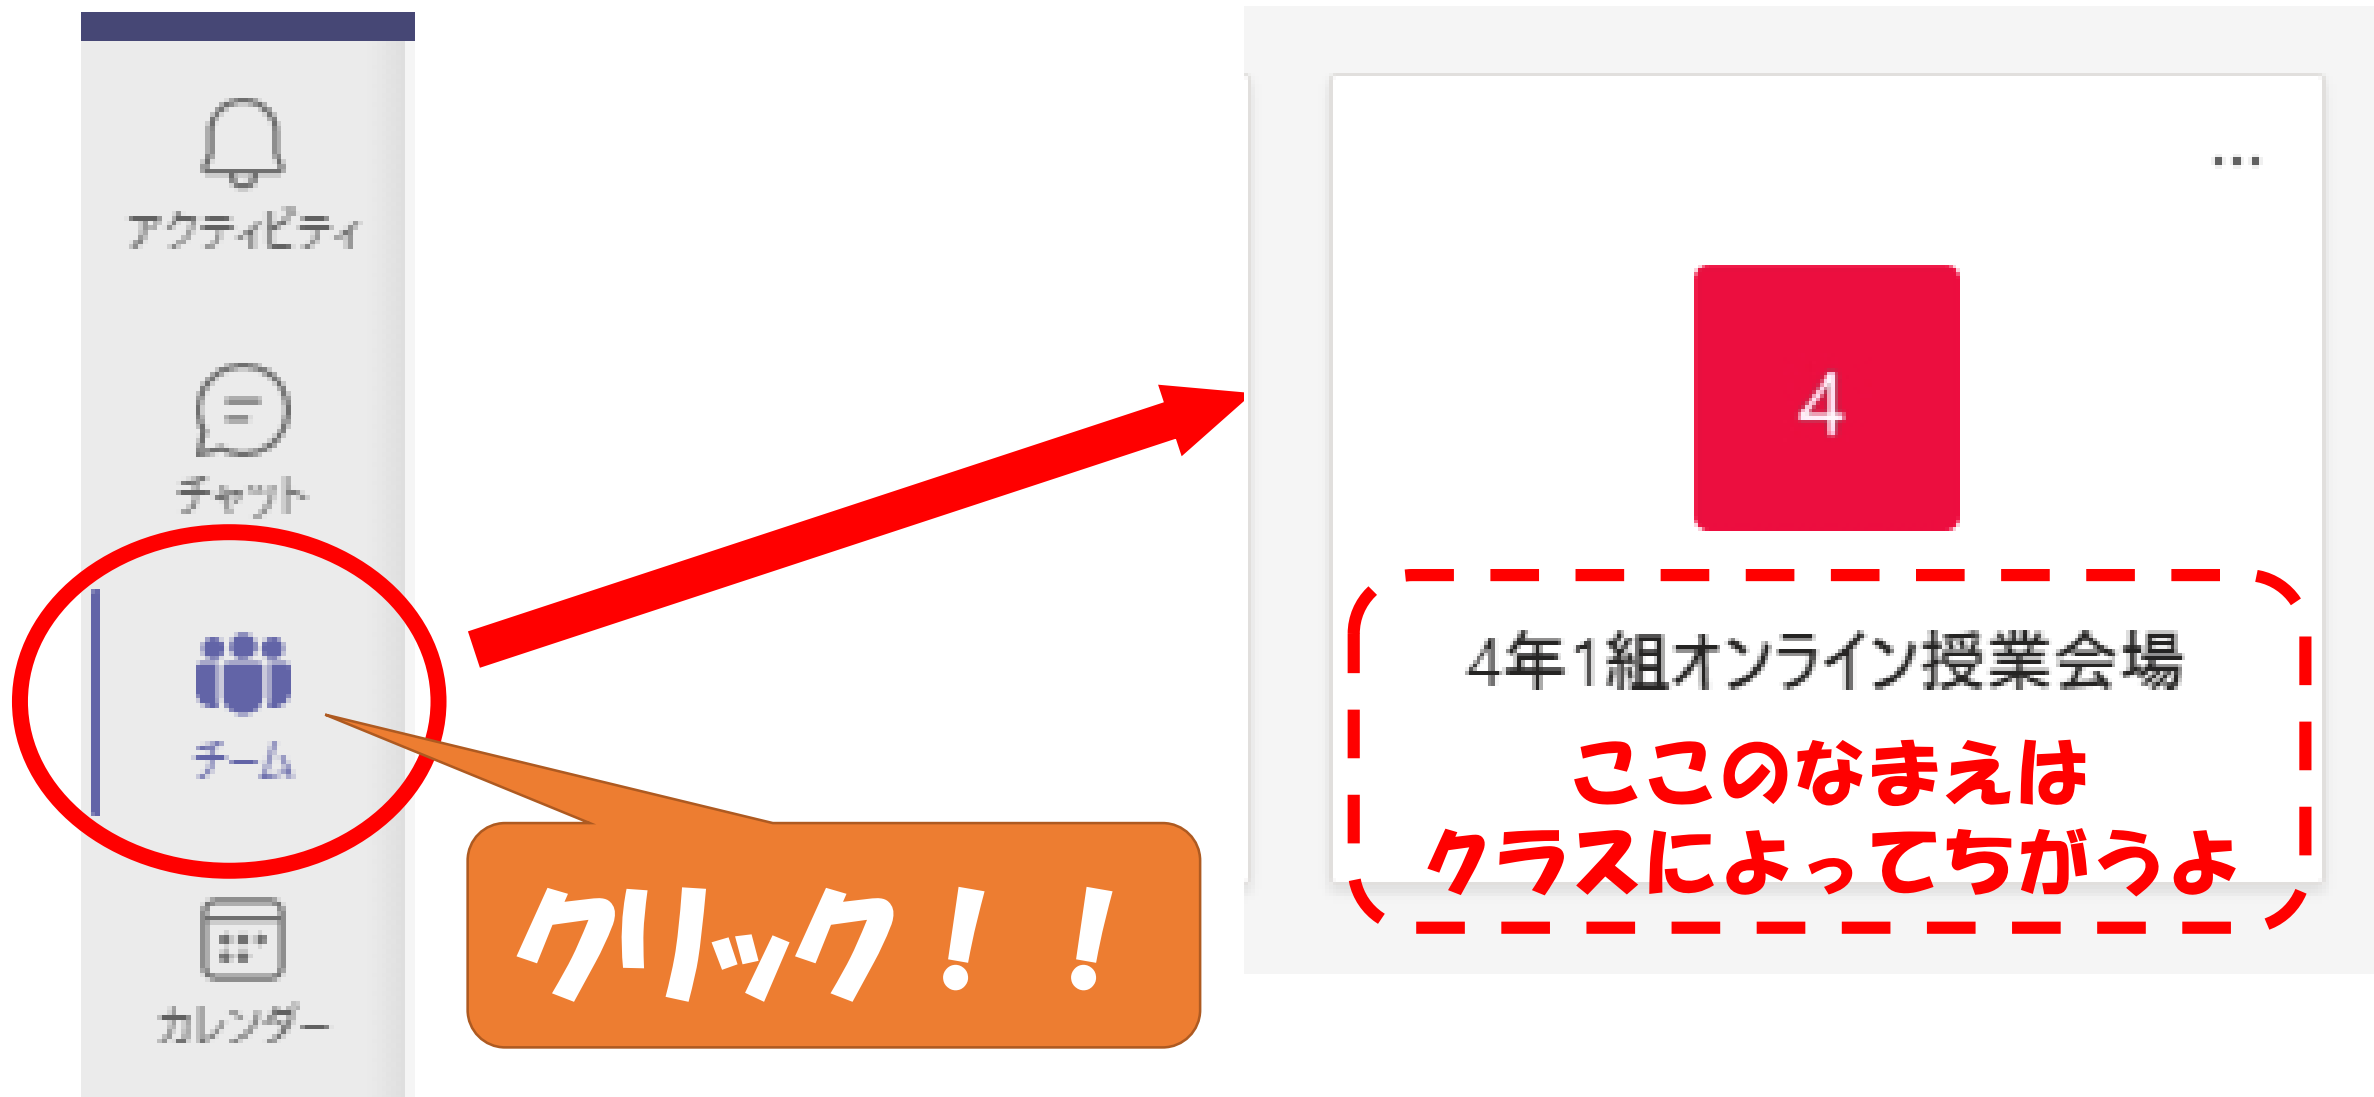 アクティビティ
チャット
チーム
カレンダー
クリック！！
…
4
4年1組オンライン授業会場
ここのなまえは
クラスによってちがうよ